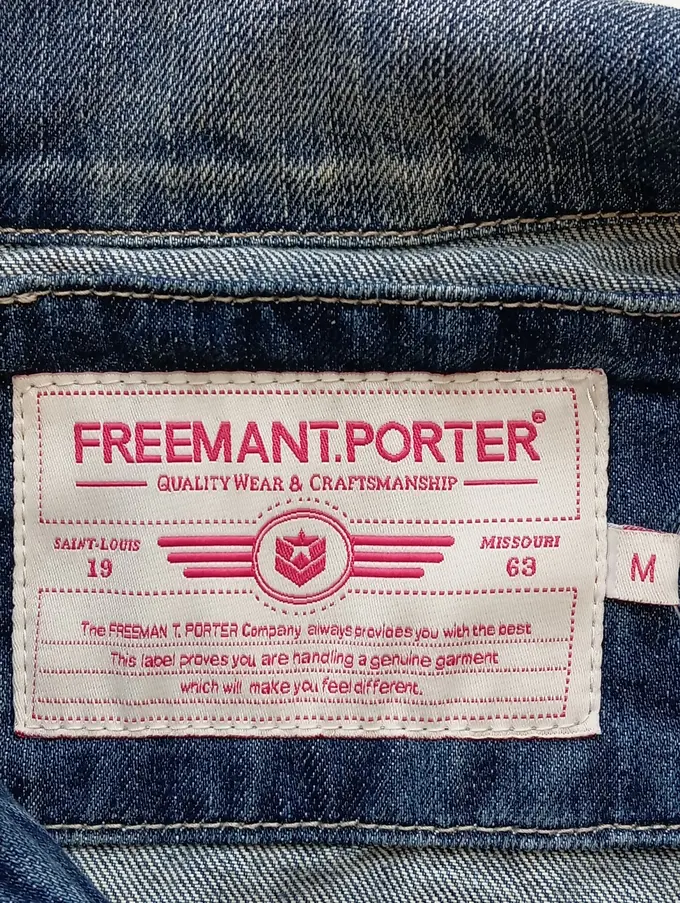 FREEMANT.PORTER®
QUALITY WEAR & CRAFTSMANSHIP
SAINT-LOUIS
19
MISSOURI
63
M
The FREEMAN T. PORTER Company always provides you with the best
This label proves you are handling a genuine garment
which will make you feel different.